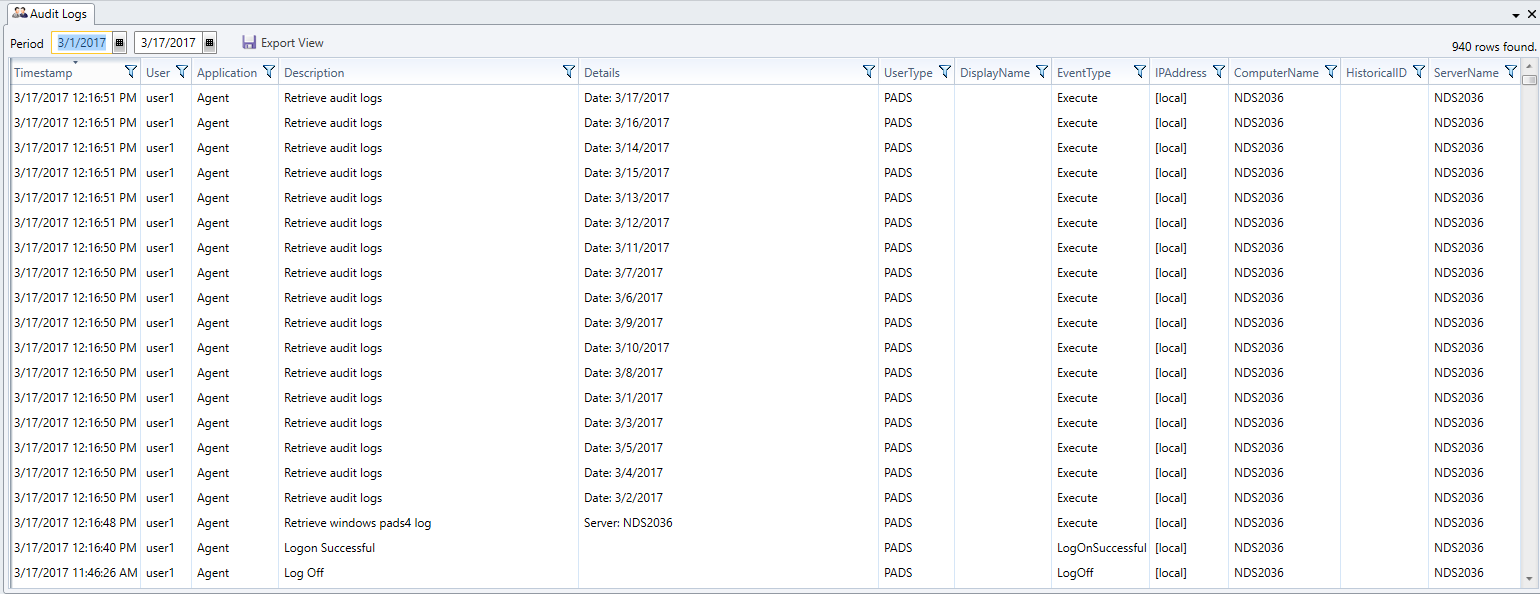 Audit Logs
Period 3/1/2017 3/17/2017 Export View
940 rows found.
Timestamp User Application Description Details UserType DisplayName EventType IPAddress ComputerName HistoricalID ServerName
3/17/2017 12:16:51 PM user1 Agent Retrieve audit logs Date: 3/17/2017 PADS Execute [local] NDS2036 NDS2036
3/17/2017 12:16:51 PM user1 Agent Retrieve audit logs Date: 3/16/2017 PADS Execute [local] NDS2036 NDS2036
3/17/2017 12:16:51 PM user1 Agent Retrieve audit logs Date: 3/14/2017 PADS Execute [local] NDS2036 NDS2036
3/17/2017 12:16:51 PM user1 Agent Retrieve audit logs Date: 3/15/2017 PADS Execute [local] NDS2036 NDS2036
3/17/2017 12:16:51 PM user1 Agent Retrieve audit logs Date: 3/13/2017 PADS Execute [local] NDS2036 NDS2036
3/17/2017 12:16:51 PM user1 Agent Retrieve audit logs Date: 3/12/2017 PADS Execute [local] NDS2036 NDS2036
3/17/2017 12:16:50 PM user1 Agent Retrieve audit logs Date: 3/11/2017 PADS Execute [local] NDS2036 NDS2036
3/17/2017 12:16:50 PM user1 Agent Retrieve audit logs Date: 3/7/2017 PADS Execute [local] NDS2036 NDS2036
3/17/2017 12:16:50 PM user1 Agent Retrieve audit logs Date: 3/6/2017 PADS Execute [local] NDS2036 NDS2036
3/17/2017 12:16:50 PM user1 Agent Retrieve audit logs Date: 3/9/2017 PADS Execute [local] NDS2036 NDS2036
3/17/2017 12:16:50 PM user1 Agent Retrieve audit logs Date: 3/10/2017 PADS Execute [local] NDS2036 NDS2036
3/17/2017 12:16:50 PM user1 Agent Retrieve audit logs Date: 3/8/2017 PADS Execute [local] NDS2036 NDS2036
3/17/2017 12:16:50 PM user1 Agent Retrieve audit logs Date: 3/1/2017 PADS Execute [local] NDS2036 NDS2036
3/17/2017 12:16:50 PM user1 Agent Retrieve audit logs Date: 3/3/2017 PADS Execute [local] NDS2036 NDS2036
3/17/2017 12:16:50 PM user1 Agent Retrieve audit logs Date: 3/5/2017 PADS Execute [local] NDS2036 NDS2036
3/17/2017 12:16:50 PM user1 Agent Retrieve audit logs Date: 3/4/2017 PADS Execute [local] NDS2036 NDS2036
3/17/2017 12:16:50 PM user1 Agent Retrieve audit logs Date: 3/2/2017 PADS Execute [local] NDS2036 NDS2036
3/17/2017 12:16:48 PM user1 Agent Retrieve windows pads4 log Server: NDS2036 PADS Execute [local] NDS2036 NDS2036
3/17/2017 12:16:40 PM user1 Agent Logon Successful PADS LogOnSuccessful [local] NDS2036 NDS2036
3/17/2017 11:46:26 AM user1 Agent Log Off PADS LogOff [local] NDS2036 NDS2036